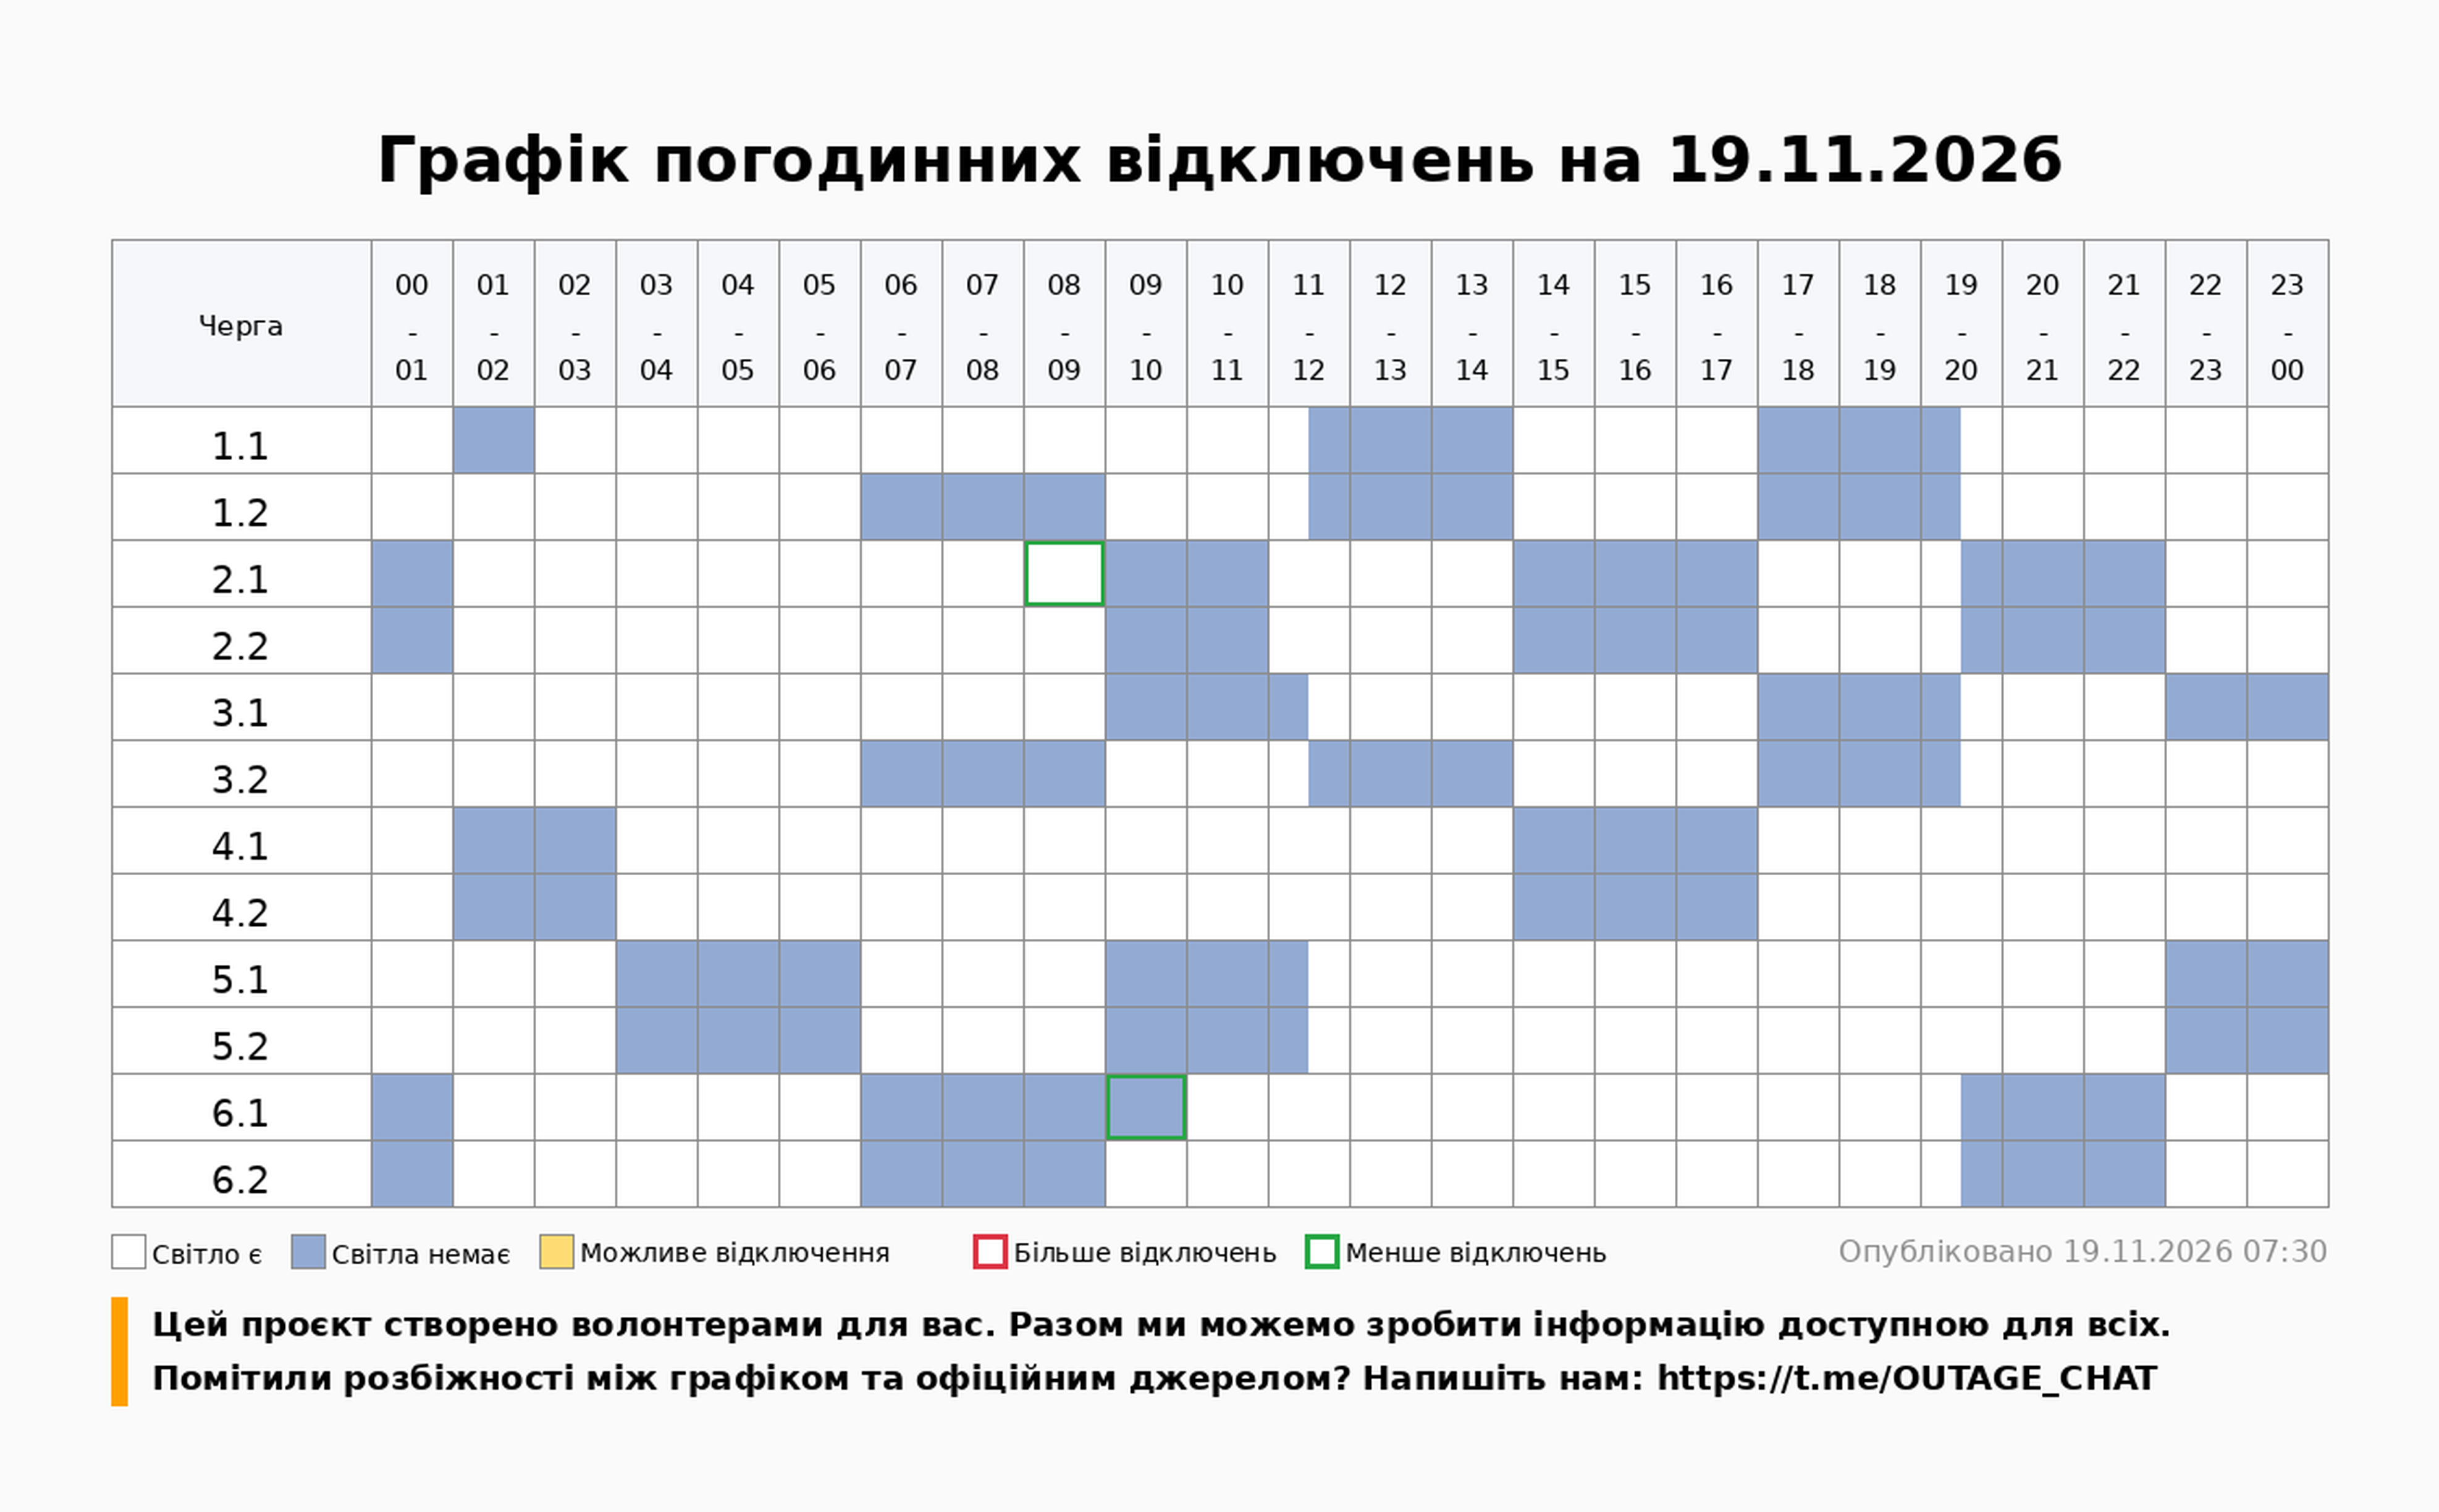 Графік погодинних відключень на 19.11.2026
Черга
00 - 01
01 - 02
02 - 03
03 - 04
04 - 05
05 - 06
06 - 07
07 - 08
08 - 09
09 - 10
10 - 11
11 - 12
12 - 13
13 - 14
14 - 15
15 - 16
16 - 17
17 - 18
18 - 19
19 - 20
20 - 21
21 - 22
22 - 23
23 - 00
1.1
1.2
2.1
2.2
3.1
3.2
4.1
4.2
5.1
5.2
6.1
6.2
Світло є Світла немає Можливе відключення Більше відключень Менше відключень Опубліковано 19.11.2026 07:30
Цей проєкт створено волонтерами для вас. Разом ми можемо зробити інформацію доступною для всіх.
Помітили розбіжності між графіком та офіційним джерелом? Напишіть нам: https://t.me/OUTAGE_CHAT